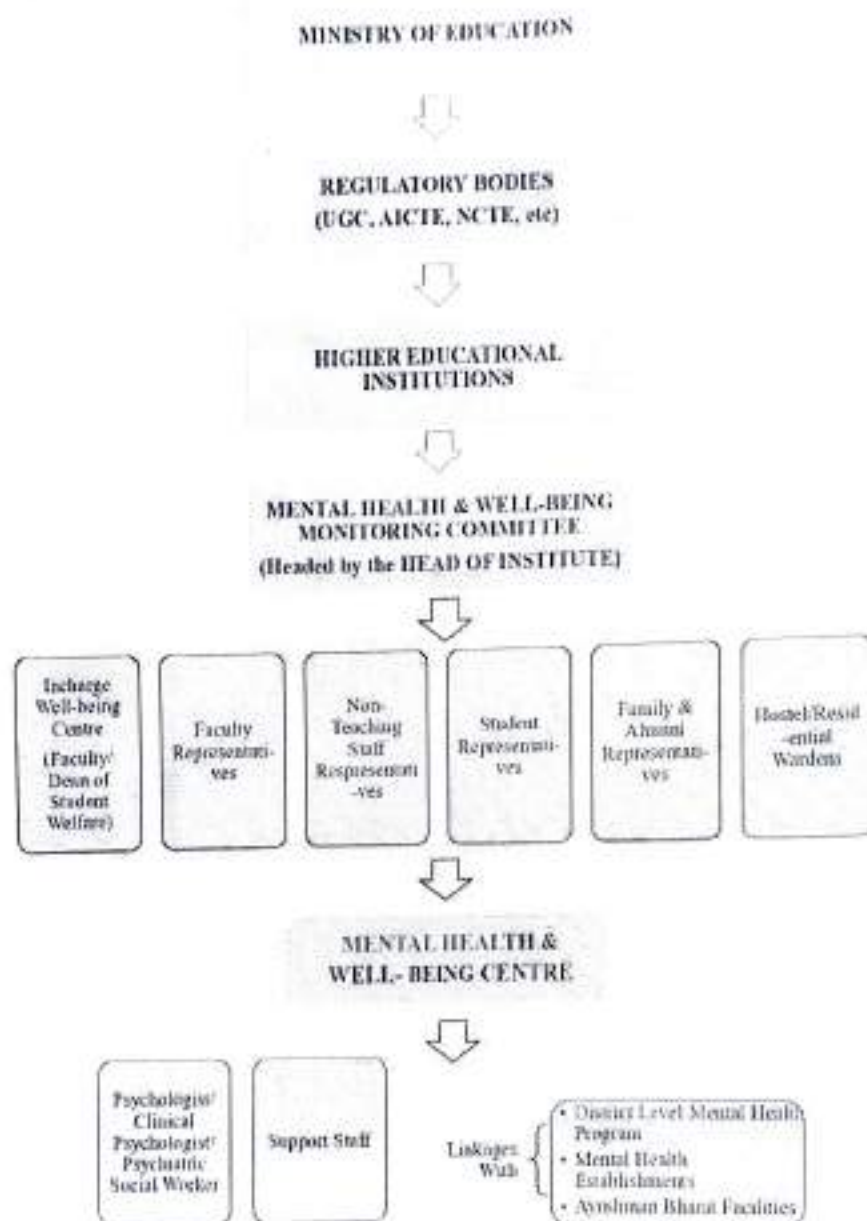 MINISTRY OF EDUCATION
REGULATORY BODIES
(UGC, AICTE, NCTE, etc)
HIGHER EDUCATIONAL
INSTITUTIONS
MENTAL HEALTH & WELL-BEING
MONITORING COMMITTEE
(Headed by the HEAD OF INSTITUTE)
Incharge
Well-being
Centre
(Faculty/
Dean of
Student
Welfare)
Faculty
Representati-
ves
Non-
Teaching
Staff
Respresentati
-ves
Student
Representati-
ves
Family &
Alumni
Representati-
ves
Hostel/Resid
-ential
Wardens
MENTAL HEALTH &
WELL- BEING CENTRE
Psychologist/
Clinical
Psychologist/
Psychiatric
Social Worker
Support Staff
Linkages
With
• District Level Mental Health
Program
• Mental Health
Establishments
• Ayushman Bharat Facilities